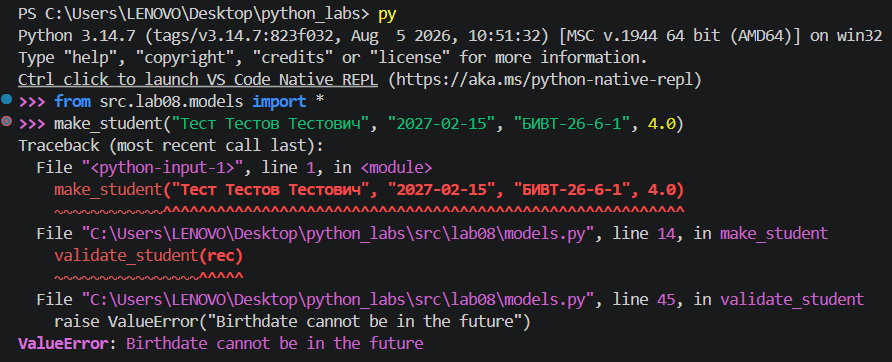 PS C:\Users\LENOVO\Desktop\python_labs> py
Python 3.14.7 (tags/v3.14.7:823f032, Aug  5 2026, 10:51:32) [MSC v.1944 64 bit (AMD64)] on win32
Type "help", "copyright", "credits" or "license" for more information.
Ctrl click to launch VS Code Native REPL (https://aka.ms/python-native-repl)
>>> from src.lab08.models import *
>>> make_student("Тест Тестов Тестович", "2027-02-15", "БИВТ-26-6-1", 4.0)
Traceback (most recent call last):
  File "<python-input-1>", line 1, in <module>
    make_student("Тест Тестов Тестович", "2027-02-15", "БИВТ-26-6-1", 4.0)
    ~~~~~~~~~~~~^^^^^^^^^^^^^^^^^^^^^^^^^^^^^^^^^^^^^^^^^^^^^^^^^^^^^^^^^^
  File "C:\Users\LENOVO\Desktop\python_labs\src\lab08\models.py", line 14, in make_student
    validate_student(rec)
    ~~~~~~~~~~~~~~~~^^^^^
  File "C:\Users\LENOVO\Desktop\python_labs\src\lab08\models.py", line 45, in validate_student
    raise ValueError("Birthdate cannot be in the future")
ValueError: Birthdate cannot be in the future